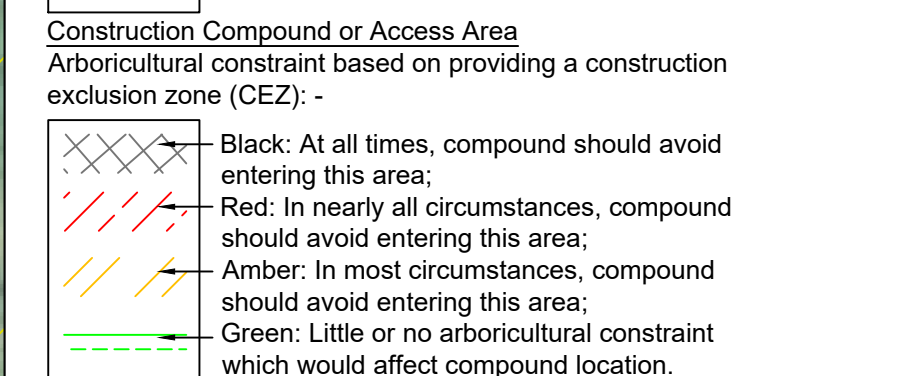 Construction Compound or Access Area
Arboricultural constraint based on providing a construction
exclusion zone (CEZ): -
Black: At all times, compound should avoid
entering this area;
Red: In nearly all circumstances, compound
should avoid entering this area;
Amber: In most circumstances, compound
should avoid entering this area;
Green: Little or no arboricultural constraint
which would affect compound location.